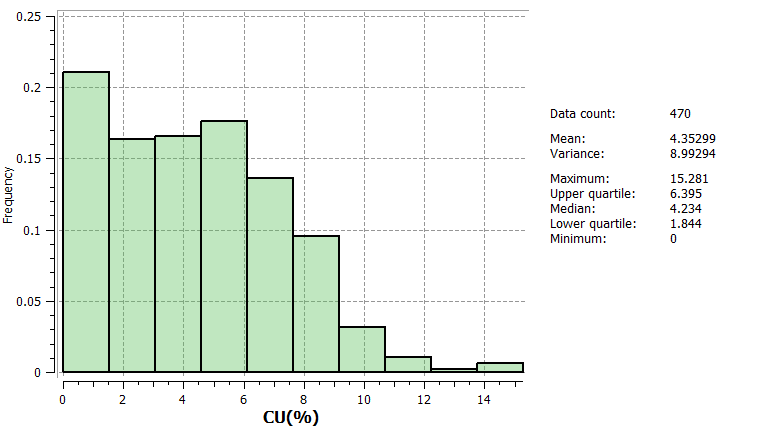 0.25
0.2
0.15
0.1
0.05
0
Frequency
0 2 4 6 8 10 12 14
CU(%)
Data count: 470
Mean: 4.35299
Variance: 8.99294
Maximum: 15.281
Upper quartile: 6.395
Median: 4.234
Lower quartile: 1.844
Minimum: 0